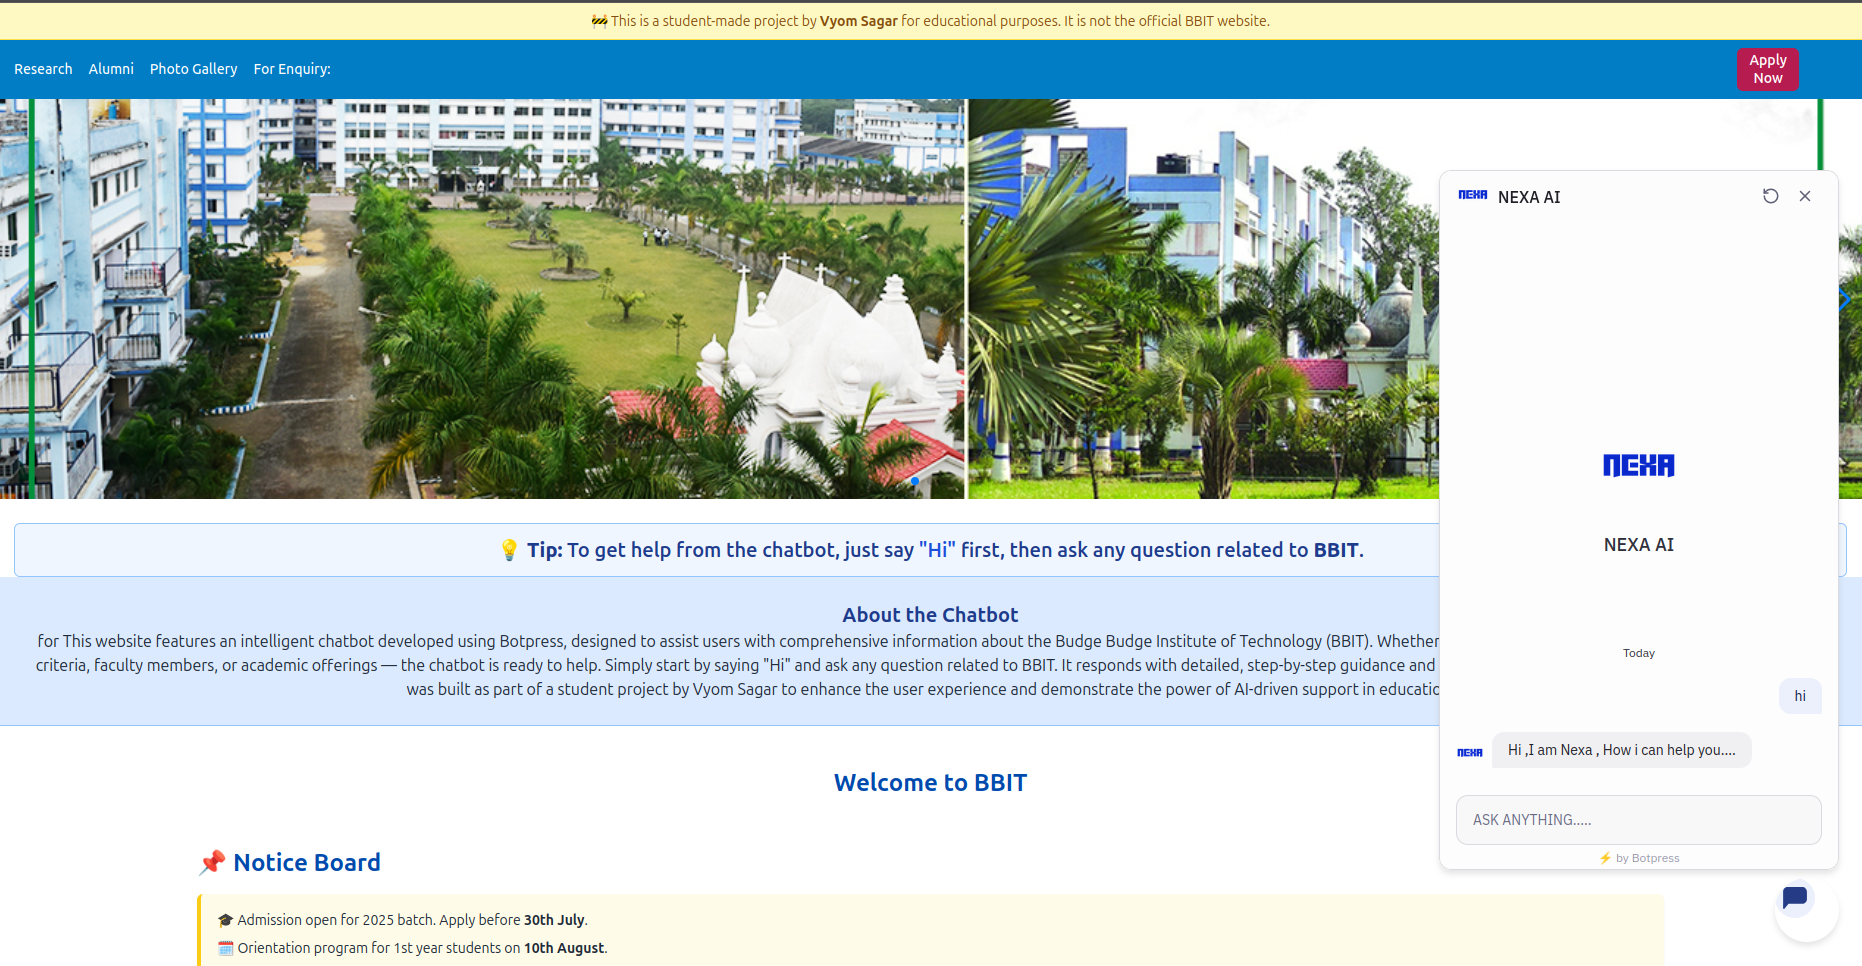 🚧 This is a student-made project by Vyom Sagar for educational purposes. It is not the official BBIT website.
Research Alumni Photo Gallery For Enquiry:
Apply
Now
💡 Tip: To get help from the chatbot, just say "Hi" first, then ask any question related to BBIT.
About the Chatbot
for This website features an intelligent chatbot developed using Botpress, designed to assist users with comprehensive information about the Budge Budge Institute of Technology (BBIT). Whether
criteria, faculty members, or academic offerings — the chatbot is ready to help. Simply start by saying "Hi" and ask any question related to BBIT. It responds with detailed, step-by-step guidance and
was built as part of a student project by Vyom Sagar to enhance the user experience and demonstrate the power of AI-driven support in
Welcome to BBIT
📌 Notice Board
🎓 Admission open for 2025 batch. Apply before 30th July.
🗓️ Orientation program for 1st year students on 10th August.
NEXA NEXA AI
NEXA
NEXA AI
Today
hi
NEXA Hi ,I am Nexa , How i can help you....
ASK ANYTHING.....
⚡ by Botpress